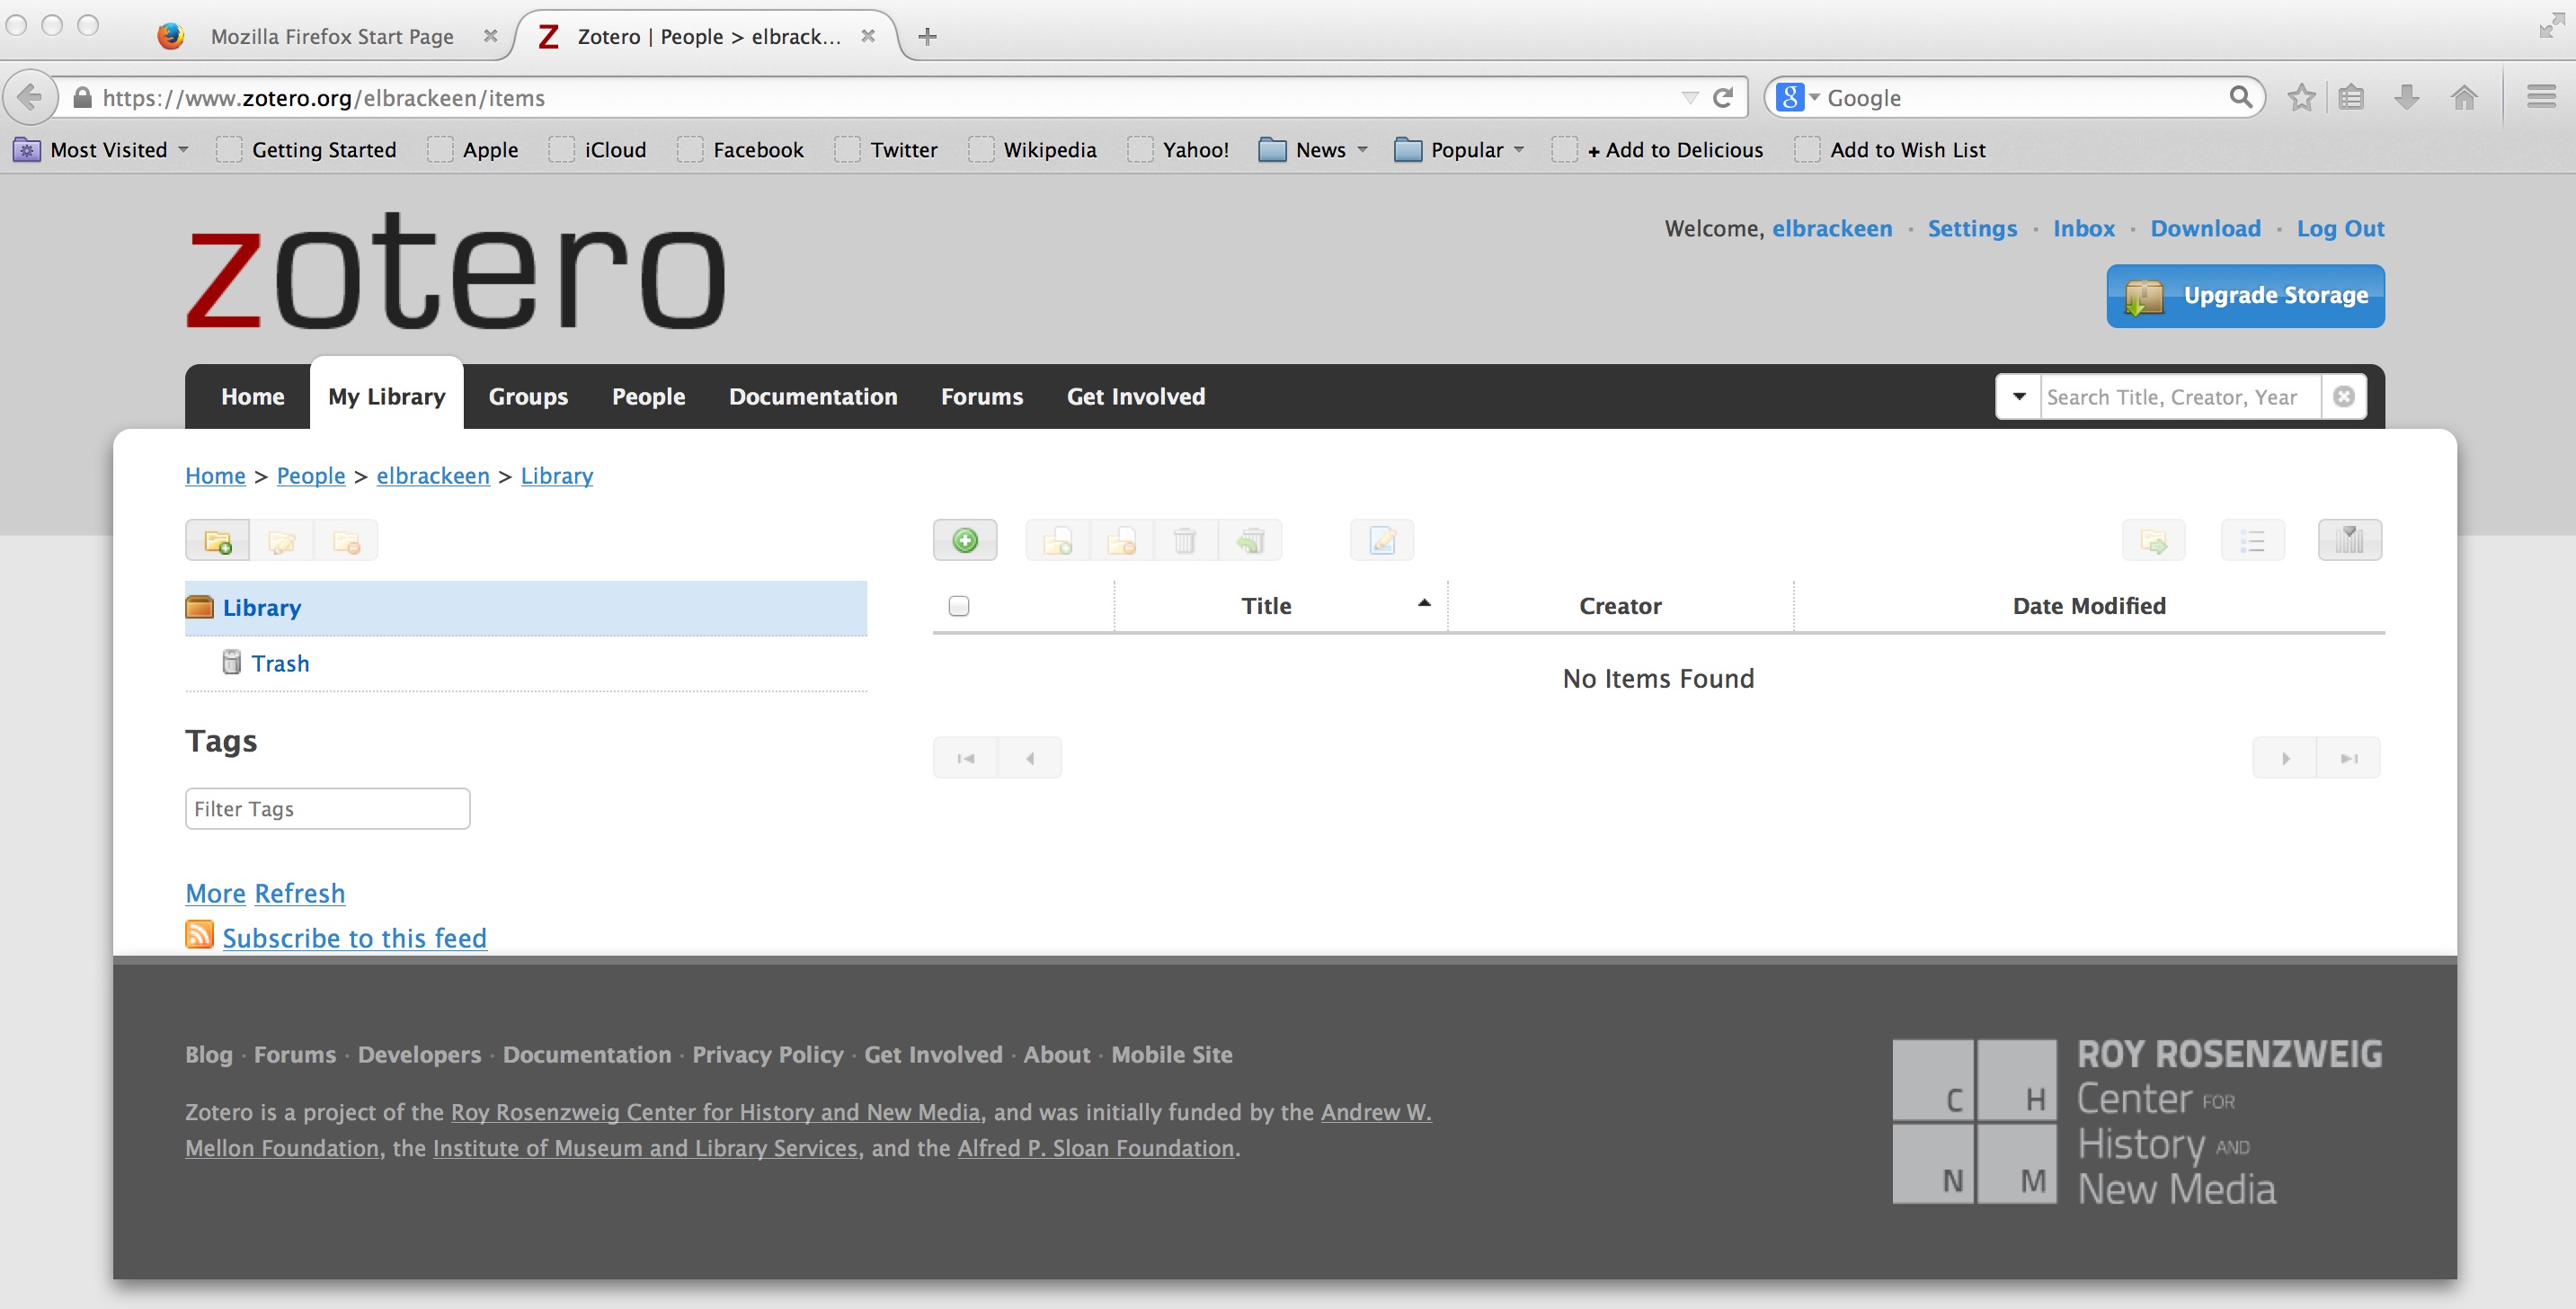 Mozilla Firefox Start Page
Z Zotero | People > elbrack...
https://www.zotero.org/elbrackeen/items
Google
Most Visited Getting Started Apple iCloud Facebook Twitter Wikipedia Yahoo! News Popular + Add to Delicious Add to Wish List
zotero
Welcome, elbrackeen · Settings · Inbox · Download · Log Out
Upgrade Storage
Home My Library Groups People Documentation Forums Get Involved
Search Title, Creator, Year
Home > People > elbrackeen > Library
Library
Trash
Title Creator Date Modified
No Items Found
Tags
Filter Tags
More Refresh
Subscribe to this feed
Blog · Forums · Developers · Documentation · Privacy Policy · Get Involved · About · Mobile Site
Zotero is a project of the Roy Rosenzweig Center for History and New Media, and was initially funded by the Andrew W.
Mellon Foundation, the Institute of Museum and Library Services, and the Alfred P. Sloan Foundation.
C H
N M
ROY ROSENZWEIG
Center FOR
History AND
New Media